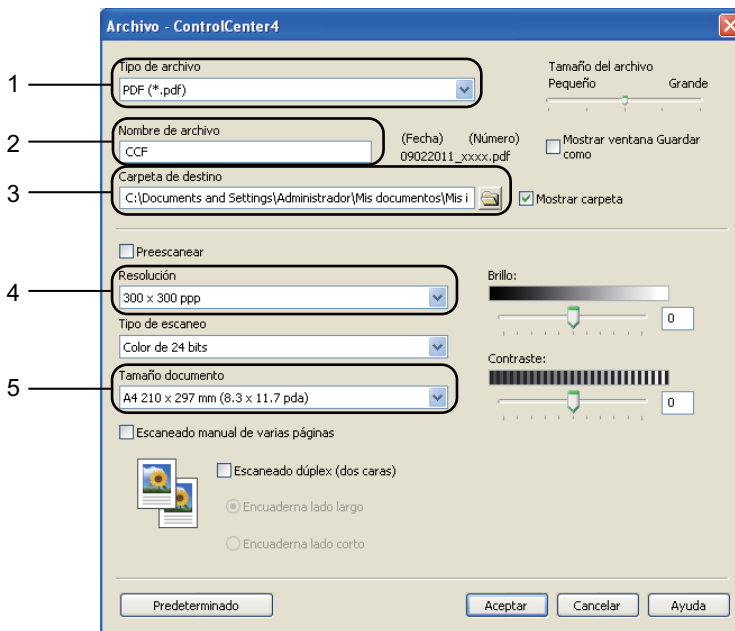 Archivo - ControlCenter4
1
Tipo de archivo
PDF (*.pdf)
Tamaño del archivo
Pequeño Grande
2
Nombre de archivo
CCF
(Fecha) (Número)
09022011_xxxx.pdf
Mostrar ventana Guardar
como
3
Carpeta de destino
C:\Documents and Settings\Administrador\Mis documentos\Mis i
Mostrar carpeta
Preescanear
4
Resolución
300 x 300 ppp
Brillo:
0
Tipo de escaneo
Color de 24 bits
Contraste:
0
5
Tamaño documento
A4 210 x 297 mm (8.3 x 11.7 pda)
Escaneado manual de varias páginas
Escaneado dúplex (dos caras)
Encuaderna lado largo
Encuaderna lado corto
Predeterminado Aceptar Cancelar Ayuda